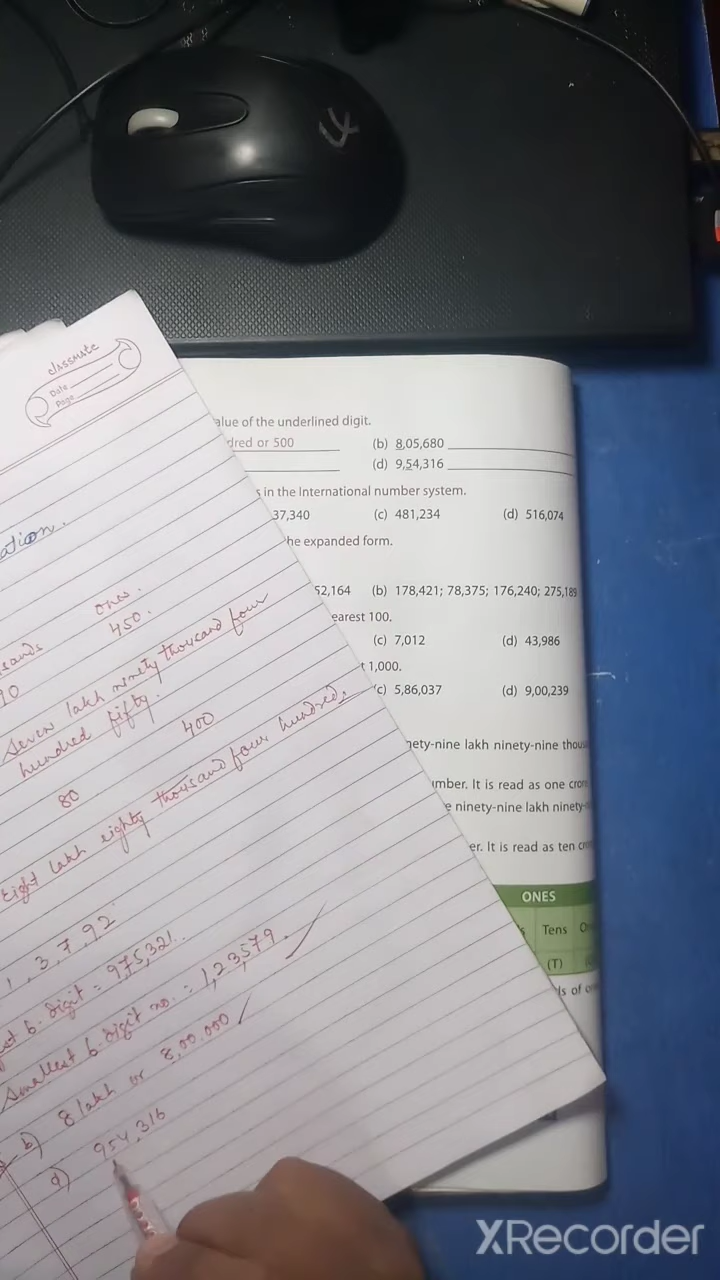 classmate
Date
Page
ation.
sands ones.
10 450.
Seven lakh ninety thousand four
hundred fifty.
80 400
Eight lakh eighty thousand four hundred.
1, 3, 7, 9 2
6-digit = 975,321.
Smallest 6-digit no. = 1,23,579.
b) 8 lakh or 8,00,000
d) 954,316
alue of the underlined digit.
dred or 500 (b) 8,05,680
(d) 9,54,316
s in the International number system.
37,340 (c) 481,234 (d) 516,074
he expanded form.
52,164 (b) 178,421; 78,375; 176,240; 275,189
earest 100.
(c) 7,012 (d) 43,986
t 1,000.
(c) 5,86,037 (d) 9,00,239
nety-nine lakh ninety-nine thous
mber. It is read as one cror
e ninety-nine lakh ninety-
er. It is read as ten cr
ONES
Tens
(T)
ls of on
XRecorder